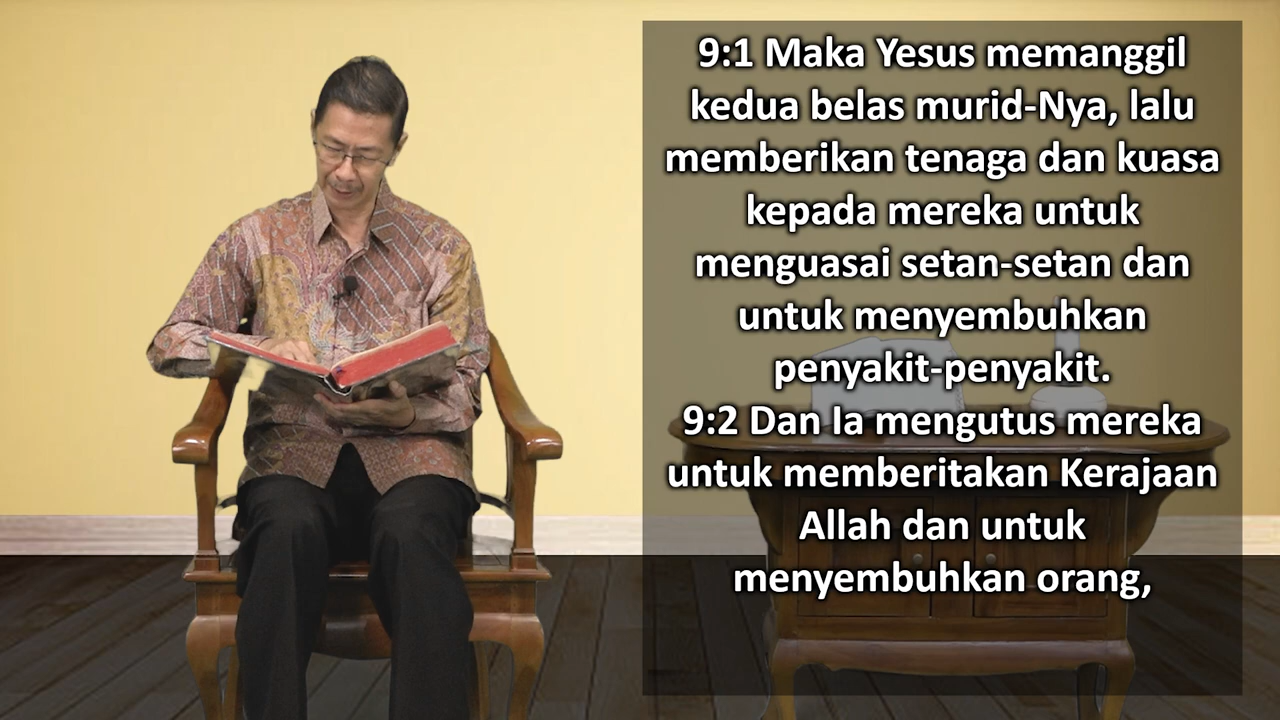 9:1 Maka Yesus memanggil
kedua belas murid-Nya, lalu
memberikan tenaga dan kuasa
kepada mereka untuk
menguasai setan-setan dan
untuk menyembuhkan
penyakit-penyakit.
9:2 Dan Ia mengutus mereka
untuk memberitakan Kerajaan
Allah dan untuk
menyembuhkan orang,